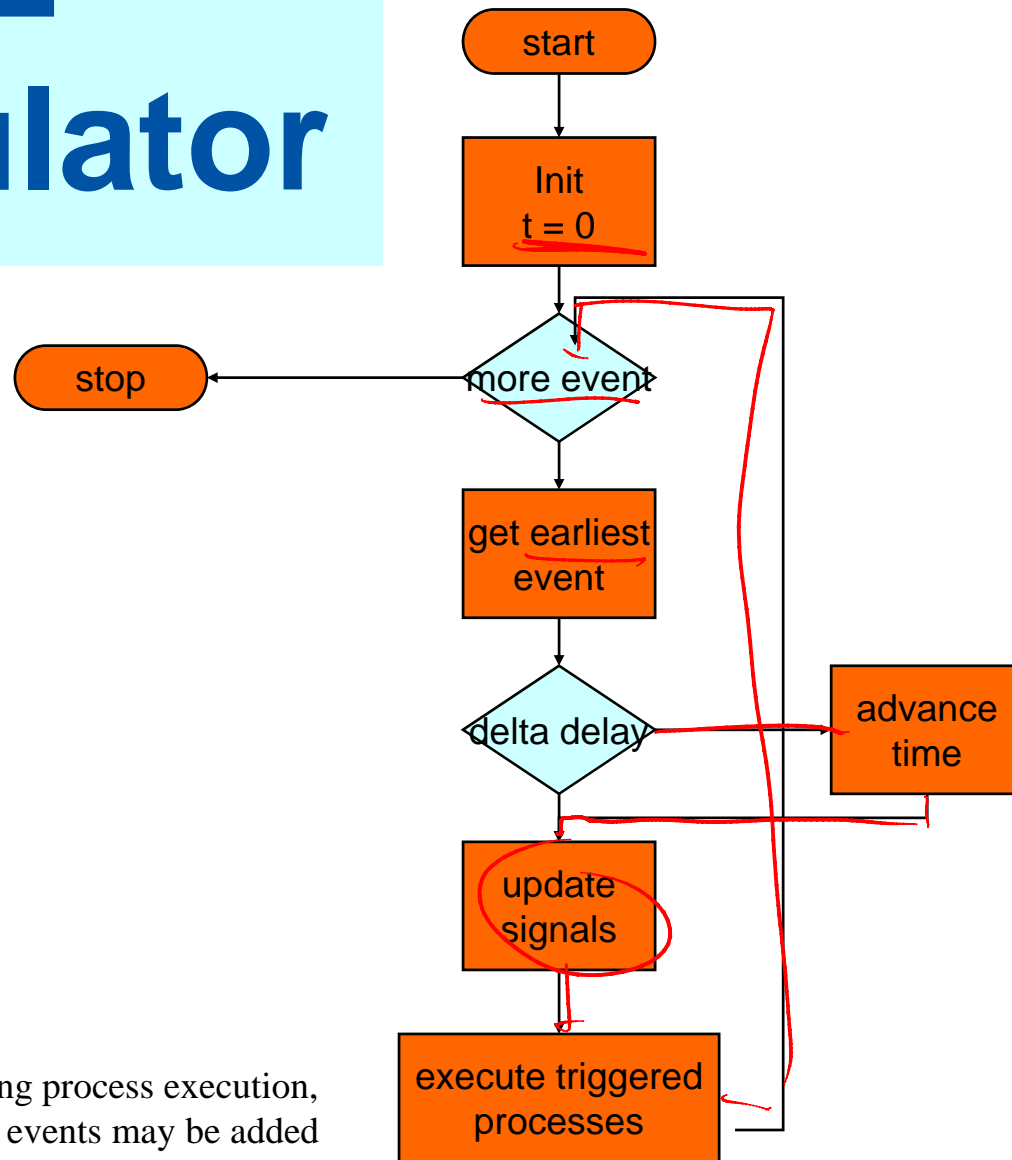 ulator
start
Init
t = 0
stop
more event
get earliest
event
delta delay
advance
time
update
signals
execute triggered
processes
ng process execution,
events may be added